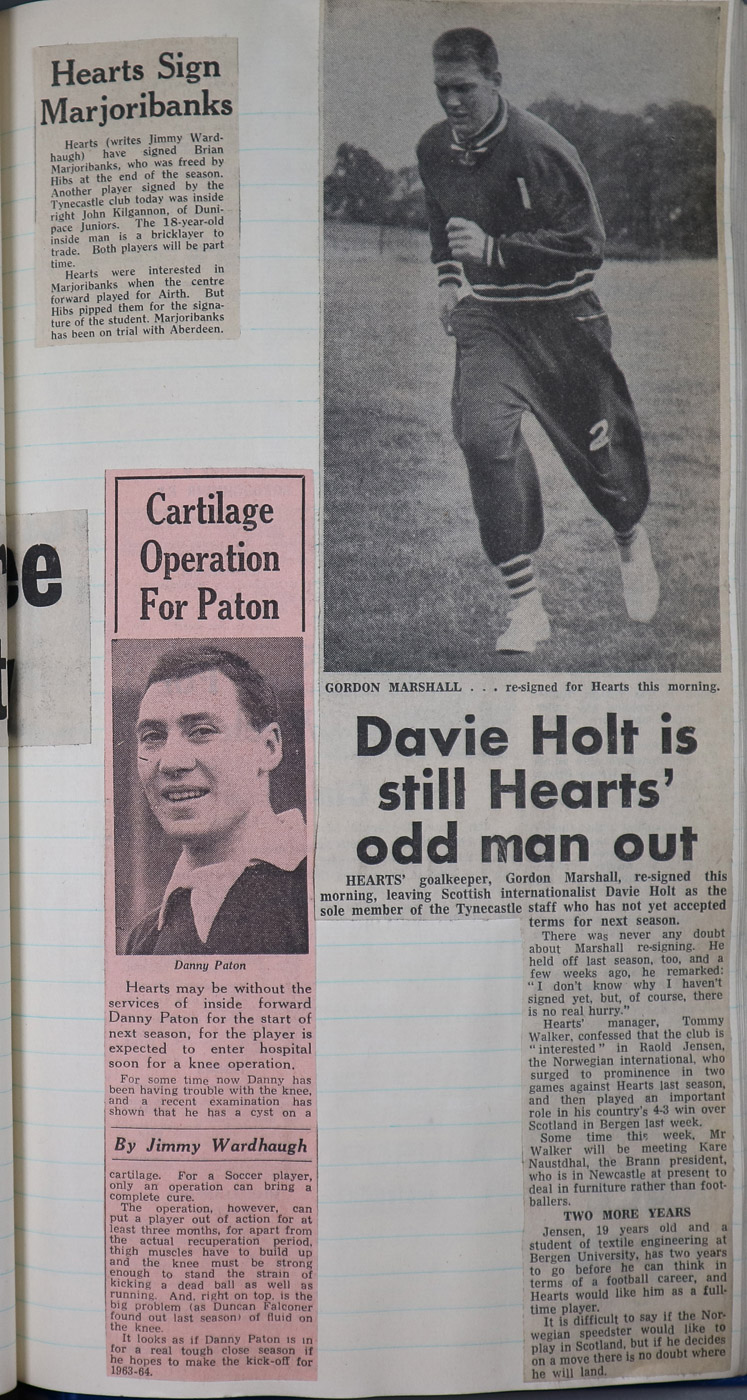 Hearts Sign
Marjoribanks
Hearts (writes Jimmy Ward-
haugh) have signed Brian
Marjoribanks, who was freed by
Hibs at the end of the season.
Another player signed by the
Tynecastle club today was inside
right John Kilgannon, of Duni-
pace Juniors. The 18-year-old
inside man is a bricklayer to
trade. Both players will be part
time.
Hearts were interested in
Marjoribanks when the centre
forward played for Airth. But
Hibs pipped them for the signa-
ture of the student. Marjoribanks
has been on trial with Aberdeen.
Cartilage
Operation
For Paton
Danny Paton
Hearts may be without the
services of inside forward
Danny Paton for the start of
next season, for the player is
expected to enter hospital
soon for a knee operation.
For some time now Danny has
been having trouble with the knee,
and a recent examination has
shown that he has a cyst on a
By Jimmy Wardhaugh
cartilage. For a Soccer player,
only an operation can bring a
complete cure.
The operation, however, can
put a player out of action for at
least three months, for apart from
the actual recuperation period,
thigh muscles have to build up
and the knee must be strong
enough to stand the strain of
kicking a dead ball as well as
running. And, right on top, is the
big problem (as Duncan Falconer
found out last season) of fluid on
the knee.
It looks as if Danny Paton is in
for a real tough close season if
he hopes to make the kick-off for
1963-64.
2
GORDON MARSHALL . . . re-signed for Hearts this morning.
Davie Holt is
still Hearts'
odd man out
HEARTS' goalkeeper, Gordon Marshall, re-signed this
morning, leaving Scottish internationalist Davie Holt as the
sole member of the Tynecastle staff who has not yet accepted
terms for next season.
There was never any doubt
about Marshall re-signing. He
held off last season, too, and a
few weeks ago, he remarked:
"I don't know why I haven't
signed yet, but, of course, there
is no real hurry."
Hearts' manager, Tommy
Walker, confessed that the club is
"interested" in Raold Jensen,
the Norwegian international, who
surged to prominence in two
games against Hearts last season,
and then played an important
role in his country's 4-3 win over
Scotland in Bergen last week.
Some time this week, Mr
Walker will be meeting Kare
Naustdhal, the Brann president,
who is in Newcastle at present to
deal in furniture rather than foot-
ballers.
TWO MORE YEARS
Jensen, 19 years old and a
student of textile engineering at
Bergen University, has two years
to go before he can think in
terms of a football career, and
Hearts would like him as a full-
time player.
It is difficult to say if the Nor-
wegian speedster would like to
play in Scotland, but if he decides
on a move there is no doubt where
he will land.